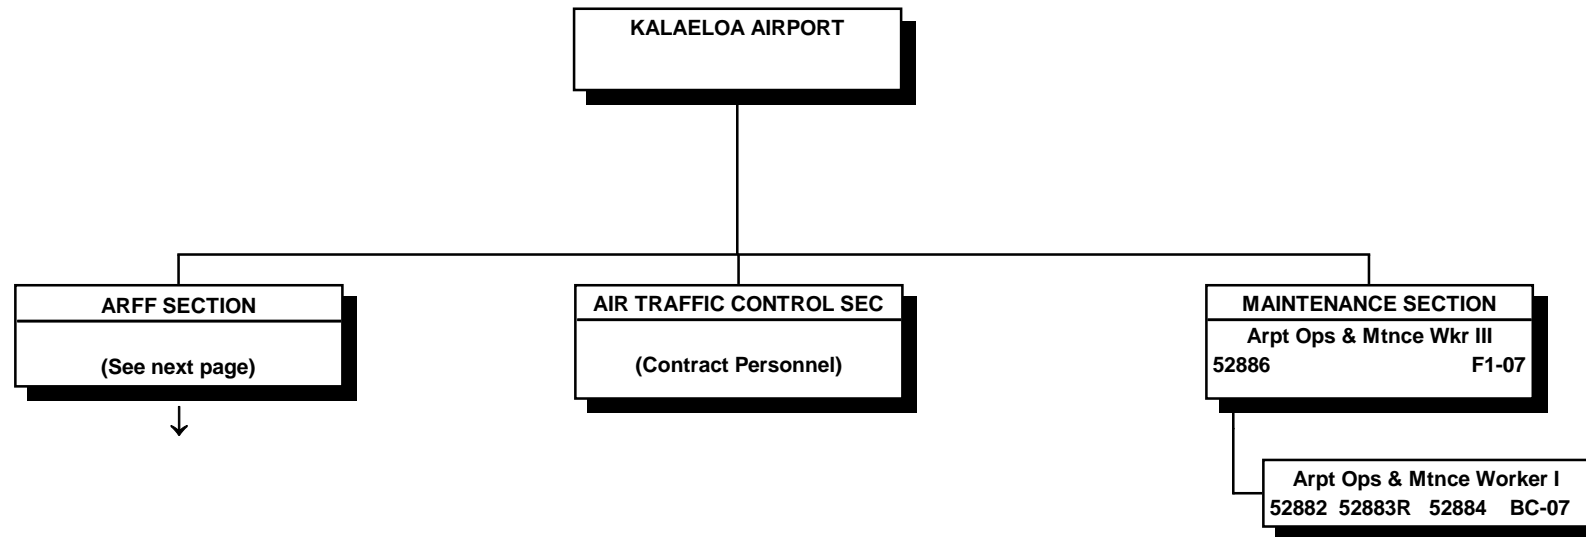 KALAELOA AIRPORT
ARFF SECTION
(See next page)
AIR TRAFFIC CONTROL SEC
(Contract Personnel)
MAINTENANCE SECTION
Arpt Ops & Mtnce Wkr III
52886 F1-07
Arpt Ops & Mtnce Worker I
52882 52883R 52884 BC-07